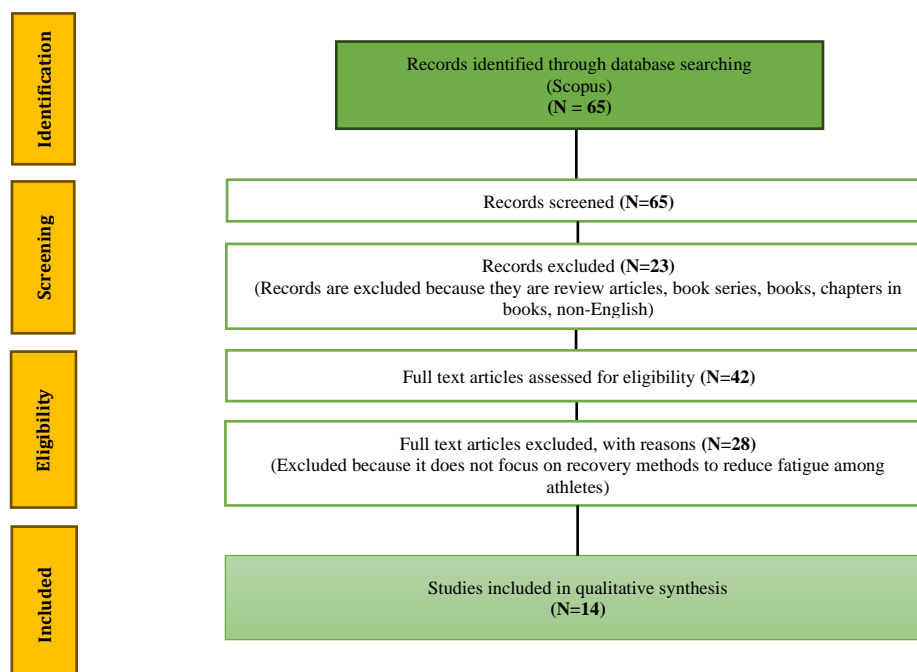 Identification
Records identified through database searching
(Scopus)
(N = 65)
Screening
Records screened (N=65)
Records excluded (N=23)
(Records are excluded because they are review articles, book series, books, chapters in
books, non-English)
Eligibility
Full text articles assessed for eligibility (N=42)
Full text articles excluded, with reasons (N=28)
(Excluded because it does not focus on recovery methods to reduce fatigue among
athletes)
Included
Studies included in qualitative synthesis
(N=14)